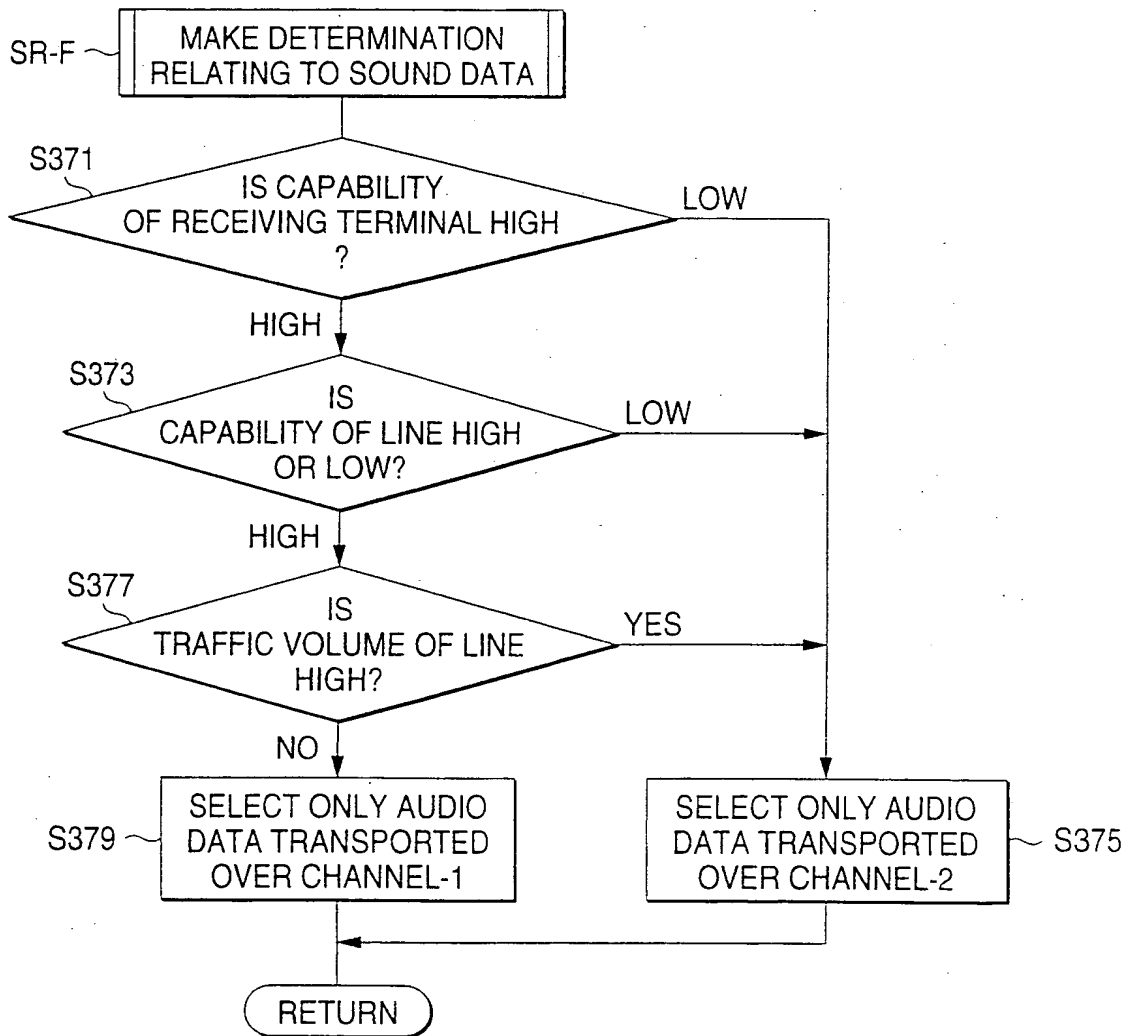 SR-F
MAKE DETERMINATION
RELATING TO SOUND DATA
S371
IS CAPABILITY
OF RECEIVING TERMINAL HIGH
?
LOW
HIGH
S373
IS
CAPABILITY OF LINE HIGH
OR LOW?
LOW
HIGH
S377
IS
TRAFFIC VOLUME OF LINE
HIGH?
YES
NO
S379
SELECT ONLY AUDIO
DATA TRANSPORTED
OVER CHANNEL-1
SELECT ONLY AUDIO
DATA TRANSPORTED
OVER CHANNEL-2
S375
RETURN